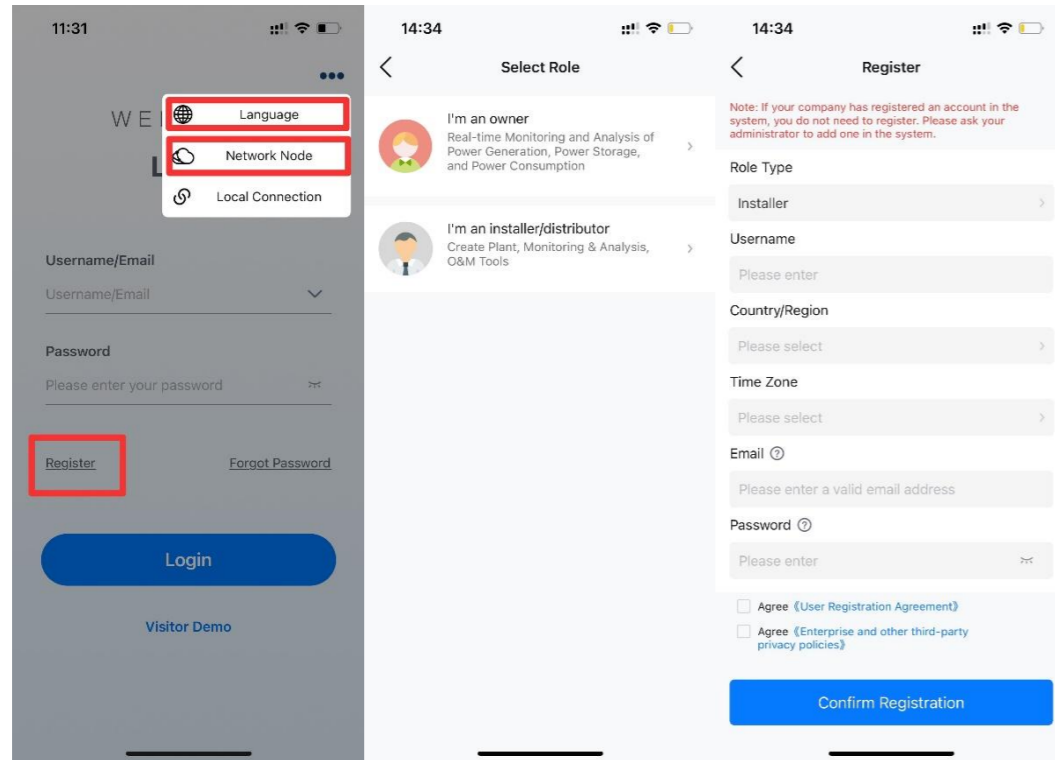 11:31
WEL
L
Language
Network Node
Local Connection
Username/Email
Username/Email
Password
Please enter your password
Register
Forgot Password
Login
Visitor Demo
14:34
Select Role
I'm an owner
Real-time Monitoring and Analysis of
Power Generation, Power Storage,
and Power Consumption
I'm an installer/distributor
Create Plant, Monitoring & Analysis,
O&M Tools
14:34
Register
Note: If your company has registered an account in the
system, you do not need to register. Please ask your
administrator to add one in the system.
Role Type
Installer
Username
Please enter
Country/Region
Please select
Time Zone
Please select
Email
Please enter a valid email address
Password
Please enter
Agree《User Registration Agreement》
Agree《Enterprise and other third-party
privacy policies》
Confirm Registration